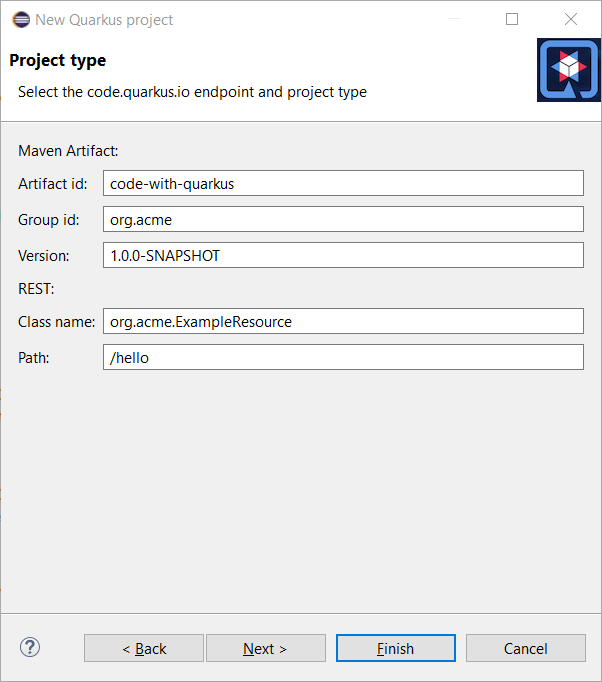 New Quarkus project
Project type
Select the code.quarkus.io endpoint and project type
Maven Artifact:
Artifact id: code-with-quarkus
Group id: org.acme
Version: 1.0.0-SNAPSHOT
REST:
Class name: org.acme.ExampleResource
Path: /hello
? < Back Next > Finish Cancel